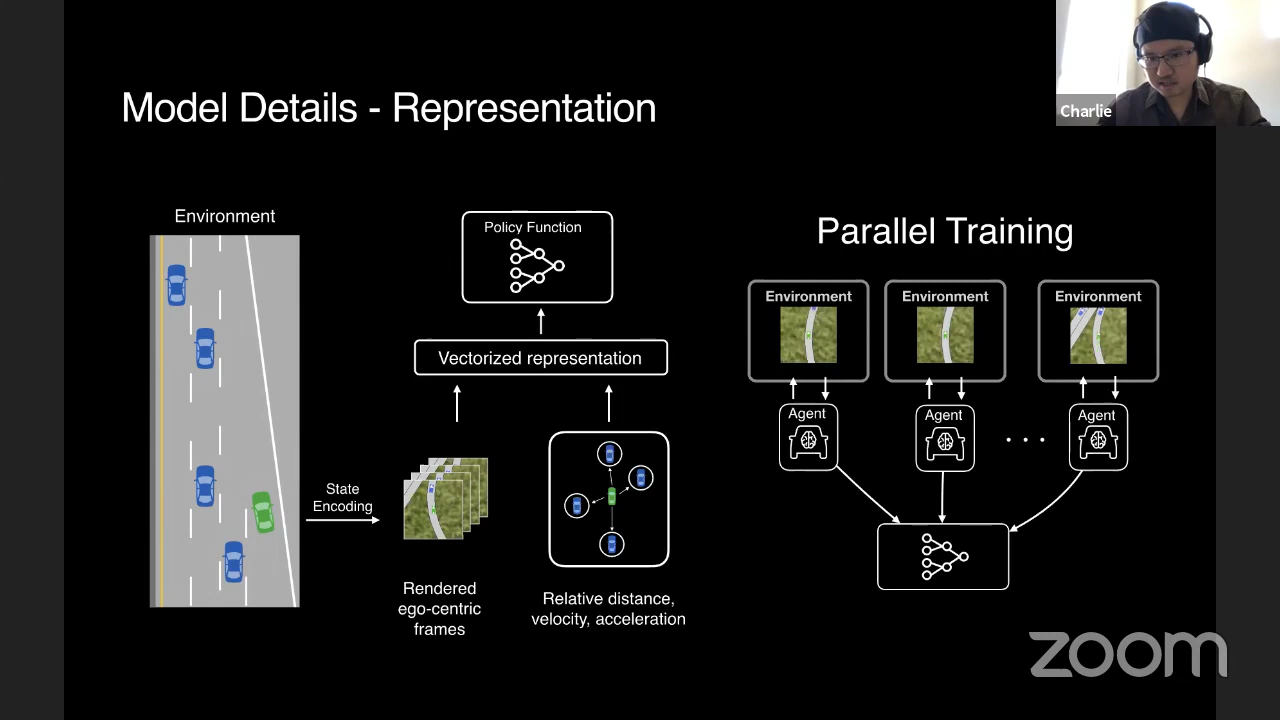 Charlie
Model Details - Representation
Environment
Policy Function
Vectorized representation
State
Encoding
Rendered
ego-centric
frames
Relative distance,
velocity, acceleration
Parallel Training
Environment
Environment
Environment
Agent
Agent
. . .
Agent
zoom